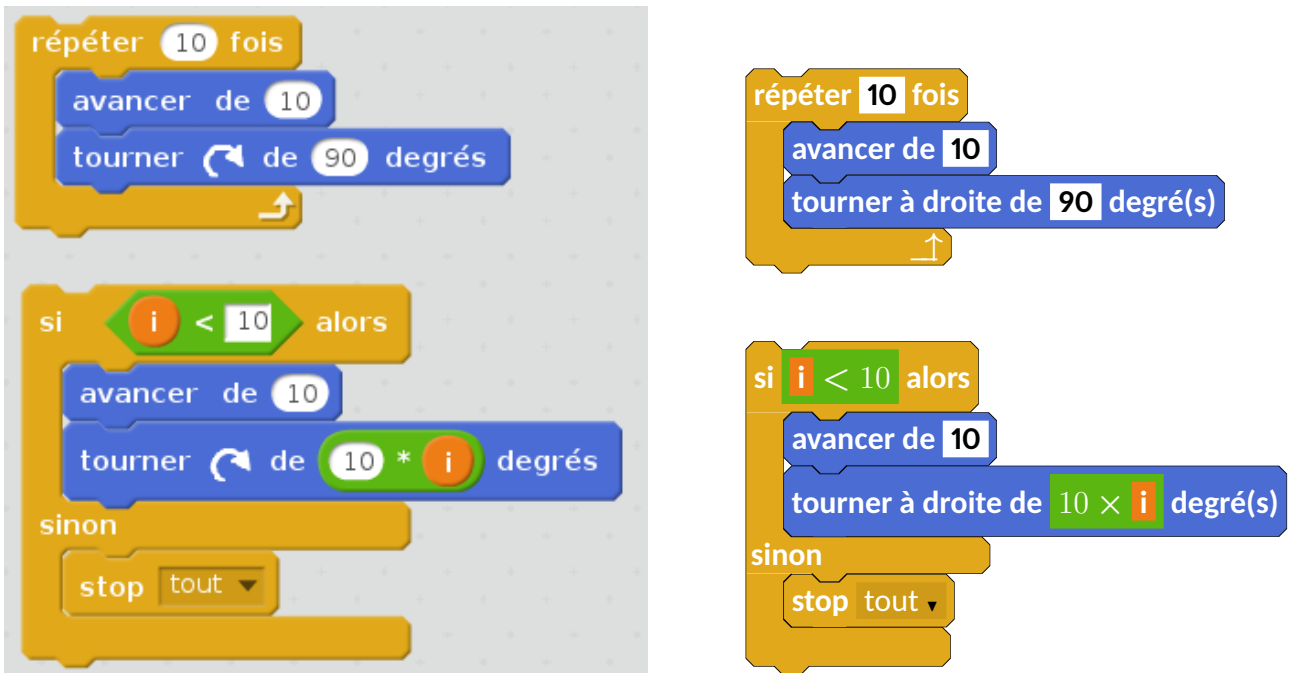 répéter 10 fois
avancer de 10
tourner de 90 degrés
si i < 10 alors
avancer de 10
tourner de 10 * i degrés
sinon
stop tout
répéter 10 fois
avancer de 10
tourner à droite de 90 degré(s)
si i < 10 alors
avancer de 10
tourner à droite de 10 × i degré(s)
sinon
stop tout